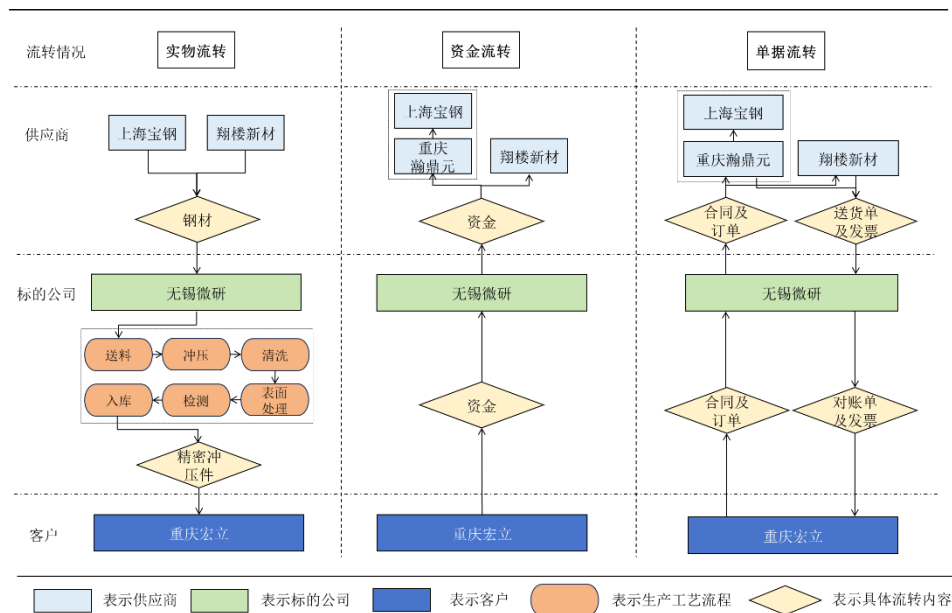 流转情况
实物流转
资金流转
单据流转
供应商
上海宝钢
翔楼新材
钢材
上海宝钢
重庆
瀚鼎元
翔楼新材
资金
上海宝钢
重庆瀚鼎元
翔楼新材
合同及
订单
送货单
及发票
标的公司
无锡微研
送料
冲压
清洗
入库
检测
表面
处理
精密冲
压件
无锡微研
资金
无锡微研
合同及
订单
对账单
及发票
客户
重庆宏立
重庆宏立
重庆宏立
表示供应商
表示标的公司
表示客户
表示生产工艺流程
表示具体流转内容